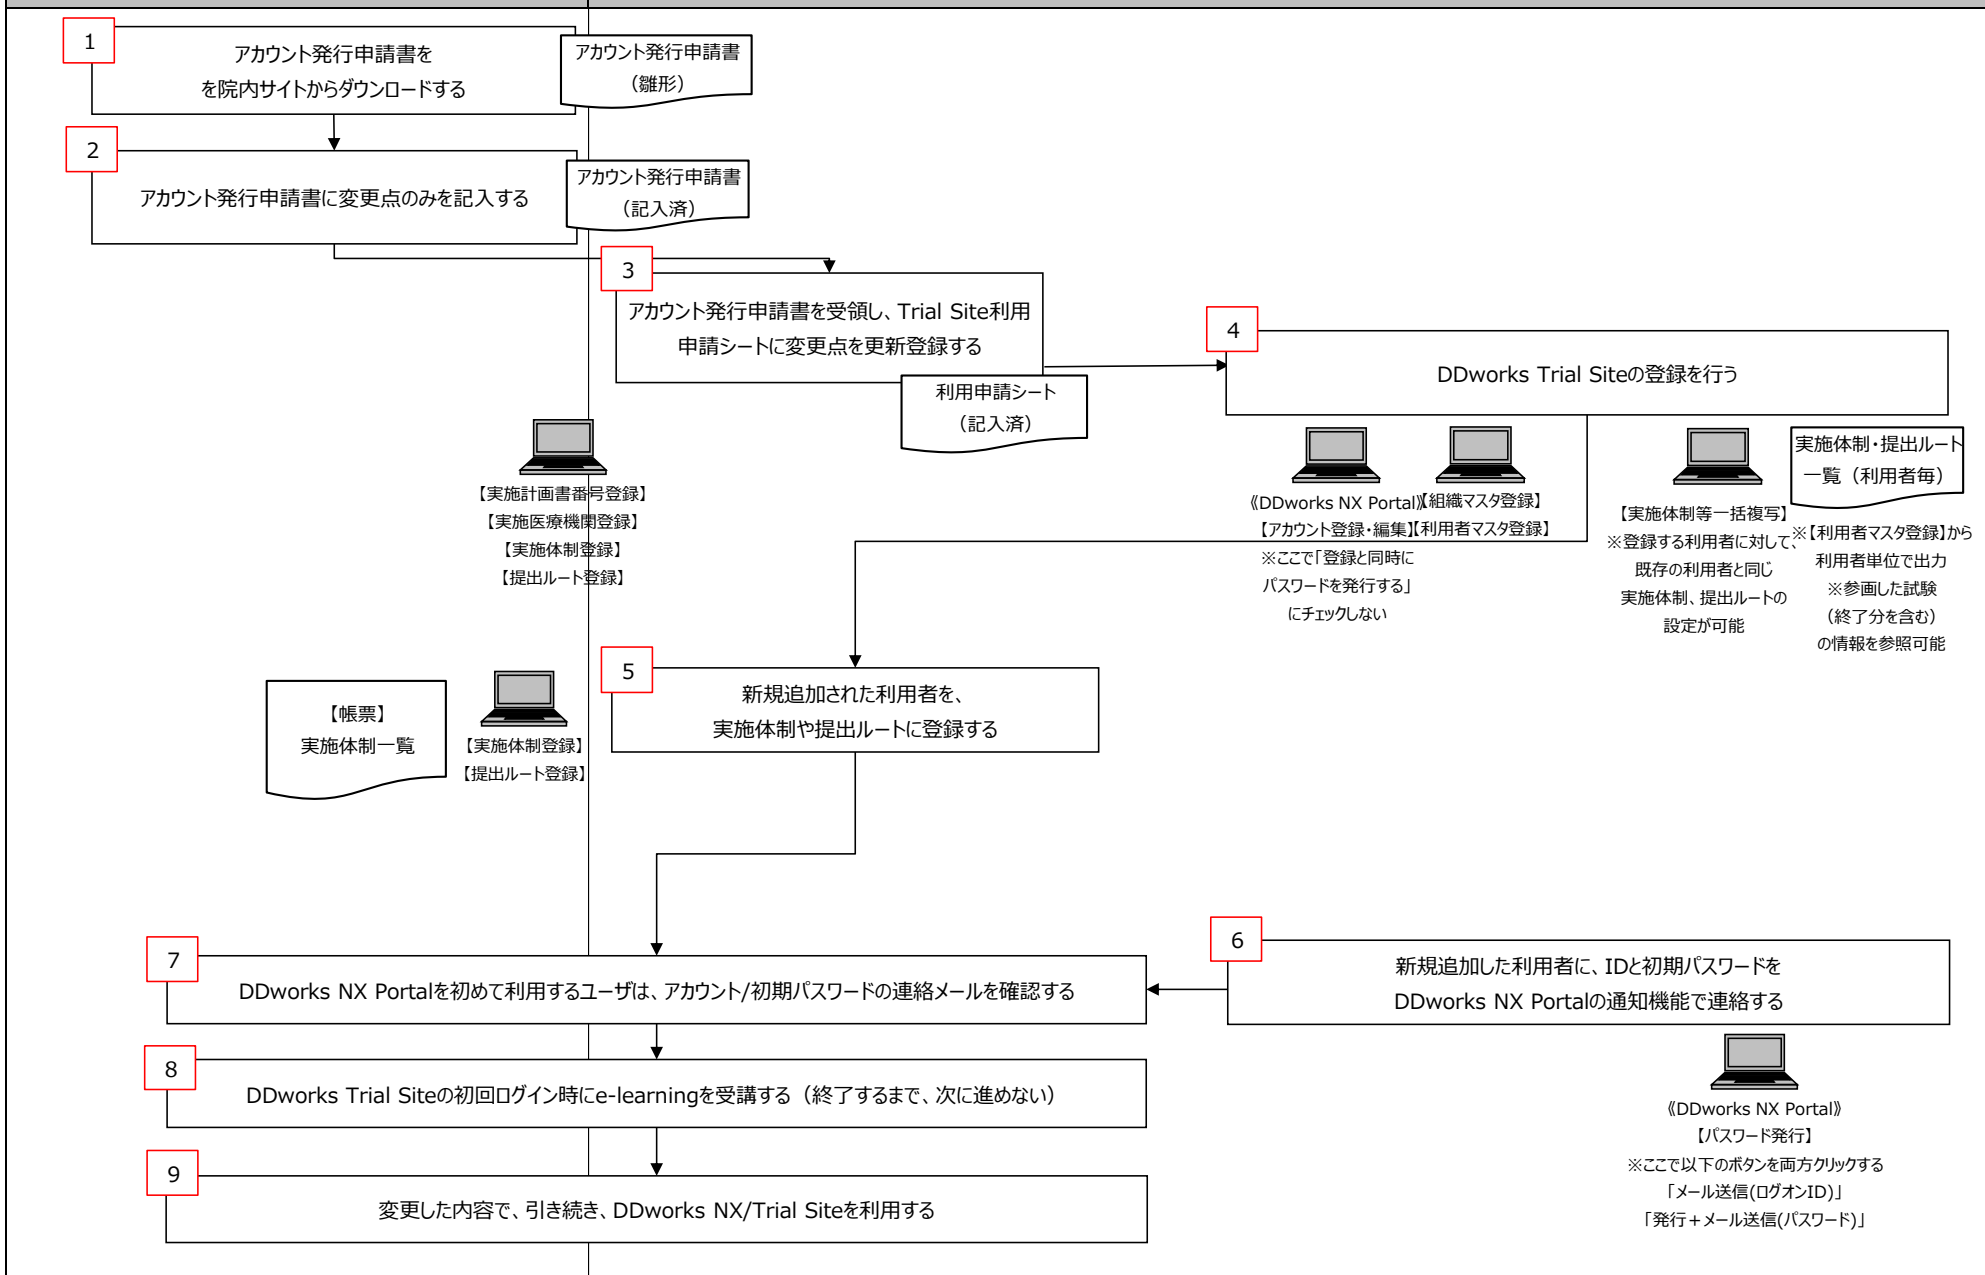 1
アカウント発行申請書を
を院内サイトからダウンロードする
アカウント発行申請書
（雛形）
2
アカウント発行申請書に変更点のみを記入する
アカウント発行申請書
（記入済）
3
アカウント発行申請書を受領し、Trial Site利用
申請シートに変更点を更新登録する
利用申請シート
（記入済）
4
DDworks Trial Siteの登録を行う
【実施計画書番号登録】
【実施医療機関登録】
【実施体制登録】
【提出ルート登録】
《DDworks NX Portal》
【アカウント登録・編集】
※ここで「登録と同時に
パスワードを発行する」
にチェックしない
【組織マスタ登録】
【利用者マスタ登録】
【実施体制等一括複写】
※登録する利用者に対して、
既存の利用者と同じ
実施体制、提出ルートの
設定が可能
実施体制・提出ルート
一覧（利用者毎）
※【利用者マスタ登録】から
利用者単位で出力
※参画した試験
（終了分を含む）
の情報を参照可能
5
新規追加された利用者を、
実施体制や提出ルートに登録する
【帳票】
実施体制一覧
【実施体制登録】
【提出ルート登録】
6
新規追加した利用者に、IDと初期パスワードを
DDworks NX Portalの通知機能で連絡する
7
DDworks NX Portalを初めて利用するユーザは、アカウント/初期パスワードの連絡メールを確認する
8
DDworks Trial Siteの初回ログイン時にe-learningを受講する（終了するまで、次に進めない）
《DDworks NX Portal》
【パスワード発行】
※ここで以下のボタンを両方クリックする
「メール送信(ログオンID)」
「発行＋メール送信(パスワード)」
9
変更した内容で、引き続き、DDworks NX/Trial Siteを利用する